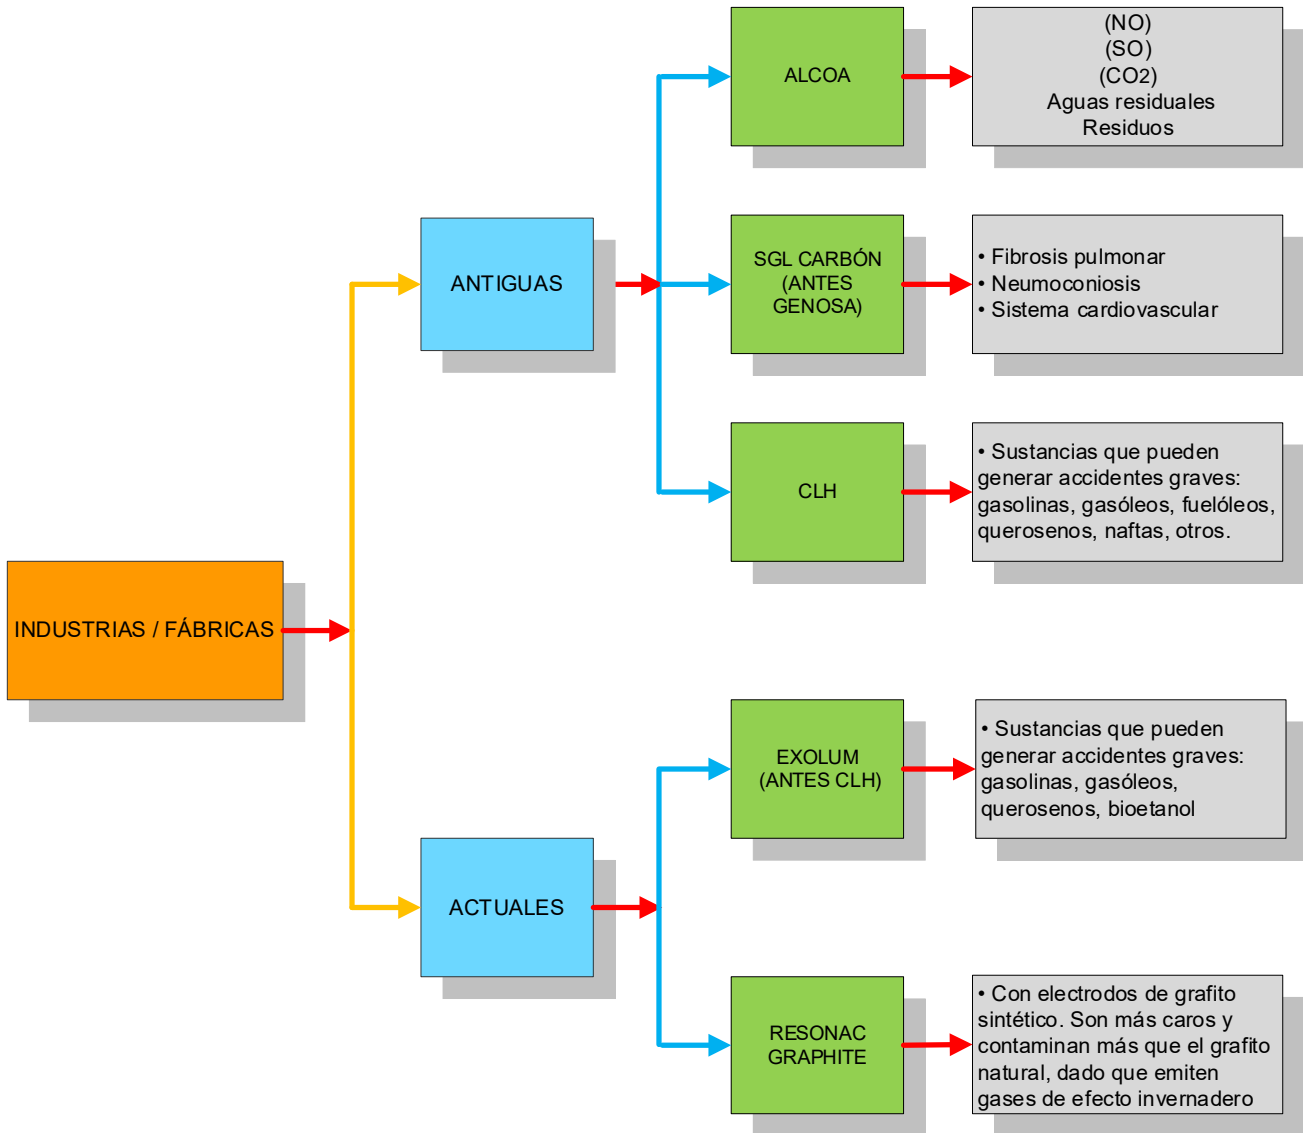 INDUSTRIAS / FÁBRICAS
ANTIGUAS
ALCOA
(NO)
(SO)
(CO2)
Aguas residuales
Residuos
SGL CARBÓN
(ANTES
GENOSA)
• Fibrosis pulmonar
• Neumoconiosis
• Sistema cardiovascular
CLH
• Sustancias que pueden
generar accidentes graves:
gasolinas, gasóleos, fuelóleos,
querosenos, naftas, otros.
ACTUALES
EXOLUM
(ANTES CLH)
• Sustancias que pueden
generar accidentes graves:
gasolinas, gasóleos,
querosenos, bioetanol
RESONAC
GRAPHITE
• Con electrodos de grafito
sintético. Son más caros y
contaminan más que el grafito
natural, dado que emiten
gases de efecto invernadero